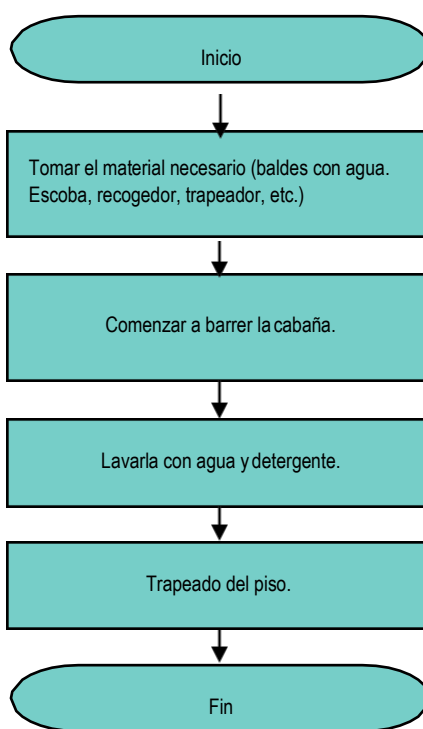 Inicio
Tomar el material necesario (baldes con agua.
Escoba, recogedor, trapeador, etc.)
Comenzar a barrer la cabaña.
Lavarla con agua y detergente.
Trapeado del piso.
Fin